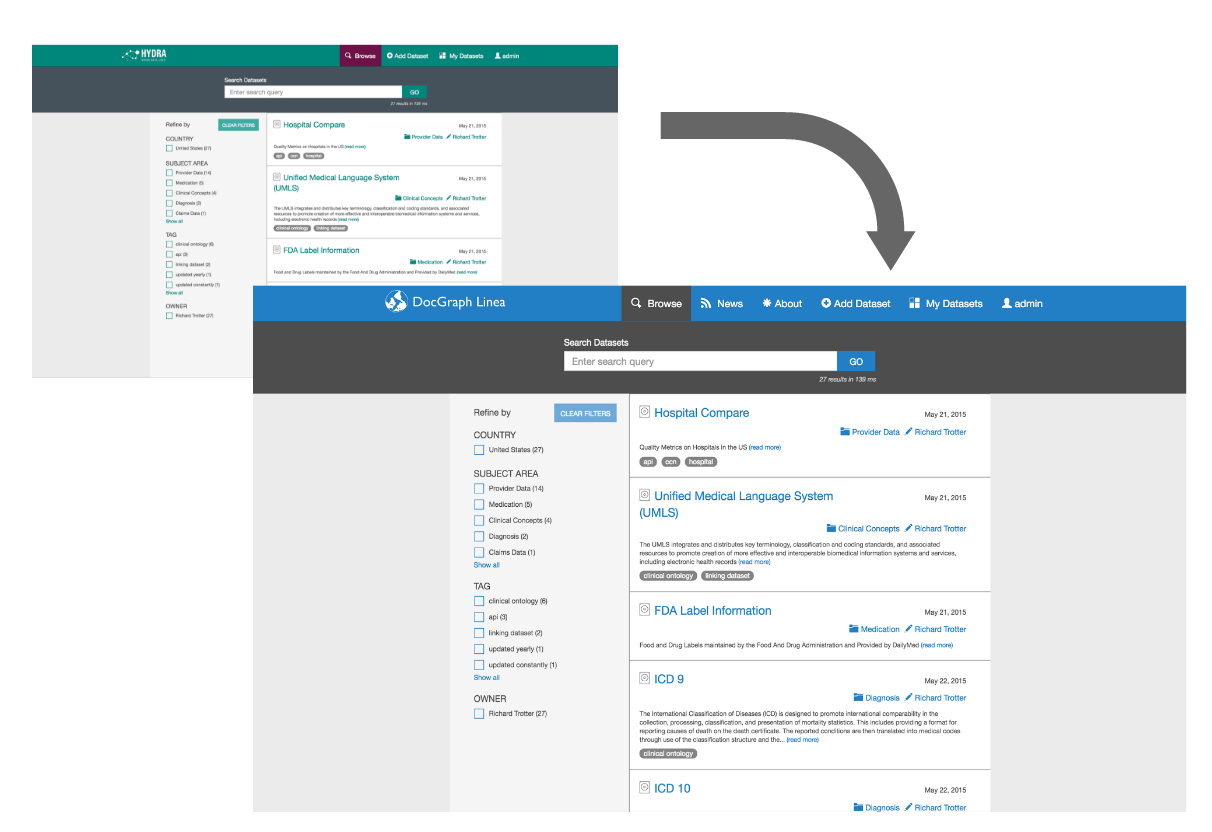 HYDRA
Browse
Add Dataset
My Datasets
admin
Search Datasets
Enter search query
GO
27 results in 139 ms
Refine by
CLEAR FILTERS
COUNTRY
United States (27)
SUBJECT AREA
Provider Data (14)
Medication (5)
Clinical Concepts (4)
Diagnosis (2)
Claims Data (1)
Show all
TAG
clinical ontology (6)
api (3)
linking dataset (2)
updated yearly (1)
updated constantly (1)
Show all
OWNER
Richard Trotter (27)
Hospital Compare
May 21, 2015
Provider Data Richard Trotter
Quality Metrics on Hospitals in the US (read more)
api ocn hospital
Unified Medical Language System
May 21, 2015
(UMLS)
Clinical Concepts Richard Trotter
The UMLS integrates and distributes key terminology, classification and coding standards, and associated
resources to promote creation of more effective and interoperable biomedical information systems and services,
including electronic health records (read more)
clinical ontology linking dataset
FDA Label Information
May 21, 2015
Medication Richard Trotter
Food and Drug Labels maintained by the Food And Drug Administration and Provided by DailyMed (read more)
DocGraph Linea
Browse
News
About
Add Dataset
My Datasets
admin
Search Datasets
Enter search query
GO
27 results in 139 ms
Refine by
CLEAR FILTERS
COUNTRY
United States (27)
SUBJECT AREA
Provider Data (14)
Medication (5)
Clinical Concepts (4)
Diagnosis (2)
Claims Data (1)
Show all
TAG
clinical ontology (6)
api (3)
linking dataset (2)
updated yearly (1)
updated constantly (1)
Show all
OWNER
Richard Trotter (27)
Hospital Compare
May 21, 2015
Provider Data Richard Trotter
Quality Metrics on Hospitals in the US (read more)
api ocn hospital
Unified Medical Language System
May 21, 2015
(UMLS)
Clinical Concepts Richard Trotter
The UMLS integrates and distributes key terminology, classification and coding standards, and associated
resources to promote creation of more effective and interoperable biomedical information systems and services,
including electronic health records (read more)
clinical ontology linking dataset
FDA Label Information
May 21, 2015
Medication Richard Trotter
Food and Drug Labels maintained by the Food And Drug Administration and Provided by DailyMed (read more)
ICD 9
May 22, 2015
Diagnosis Richard Trotter
The International Classification of Diseases (ICD) is designed to promote international comparability in the
collection, processing, classification, and presentation of mortality statistics. This includes providing a format for
reporting causes of death on the death certificate. The reported conditions are then translated into medical codes
through use of the classification structure and the... (read more)
clinical ontology
ICD 10
May 22, 2015
Diagnosis Richard Trotter